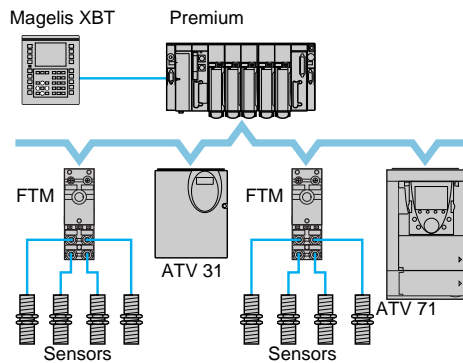 Magelis XBT
Premium
FTM
ATV 31
FTM
ATV 71
Sensors
Sensors